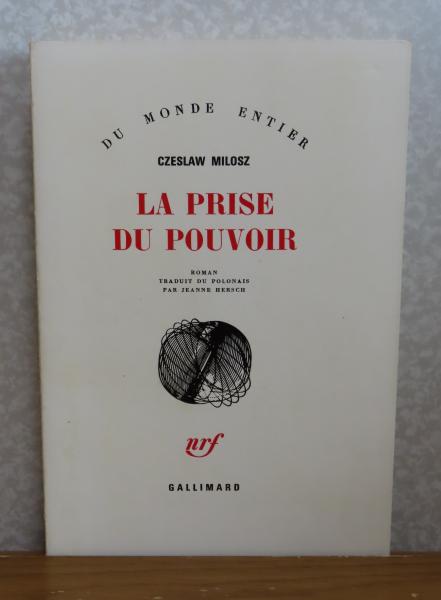 DU MONDE ENTIER
CZESLAW MILOSZ
LA PRISE
DU POUVOIR
ROMAN
TRADUIT DU POLONAIS
PAR JEANNE HERSCH
nrf
GALLIMARD